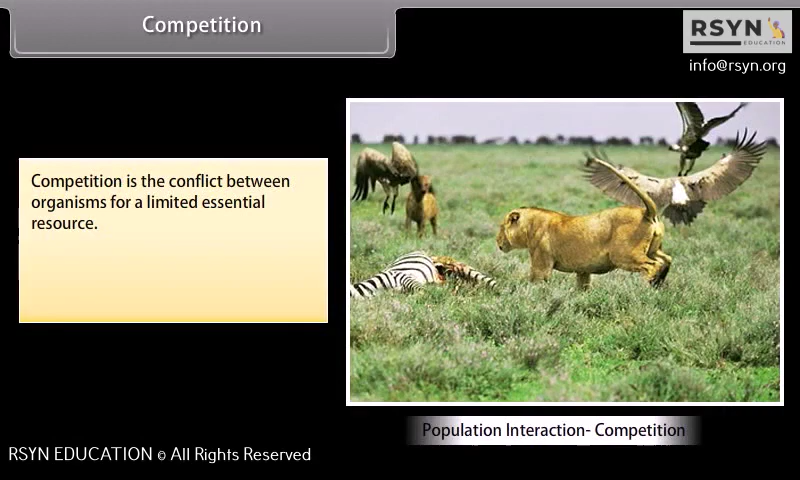 Competition
RSYN
EDUCATION
info@rsyn.org
Competition is the conflict between
organisms for a limited essential
resource.
Population Interaction- Competition
RSYN EDUCATION © All Rights Reserved